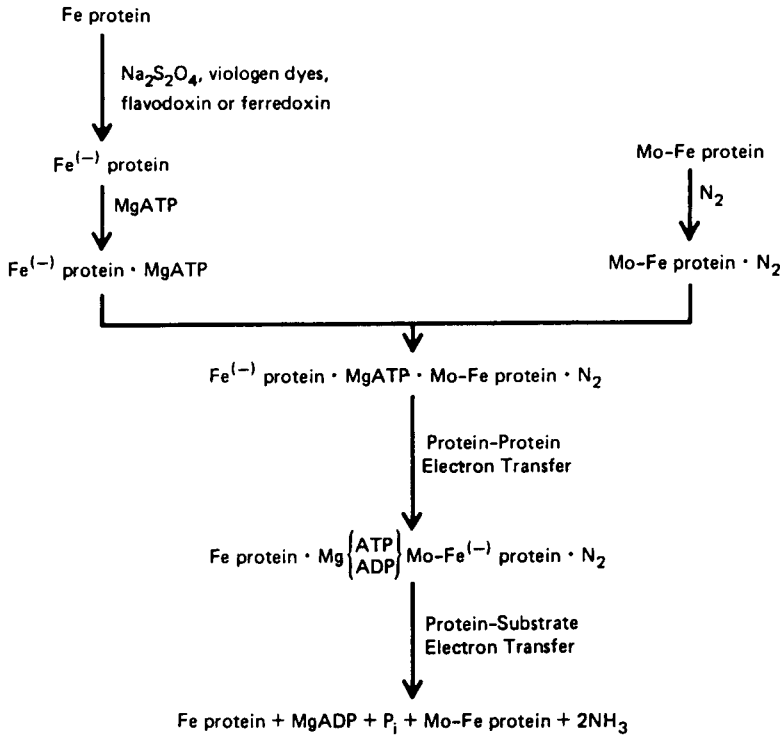 Fe protein
Na₂S₂O₄, viologen dyes,
flavodoxin or ferredoxin
Fe⁽⁻⁾ protein
Mo-Fe protein
MgATP
N₂
Fe⁽⁻⁾ protein · MgATP
Mo-Fe protein · N₂
Fe⁽⁻⁾ protein · MgATP · Mo-Fe protein · N₂
Protein-Protein
Electron Transfer
Fe protein · Mg{ATP ADP}Mo-Fe⁽⁻⁾ protein · N₂
Protein-Substrate
Electron Transfer
Fe protein + MgADP + Pᵢ + Mo-Fe protein + 2NH₃